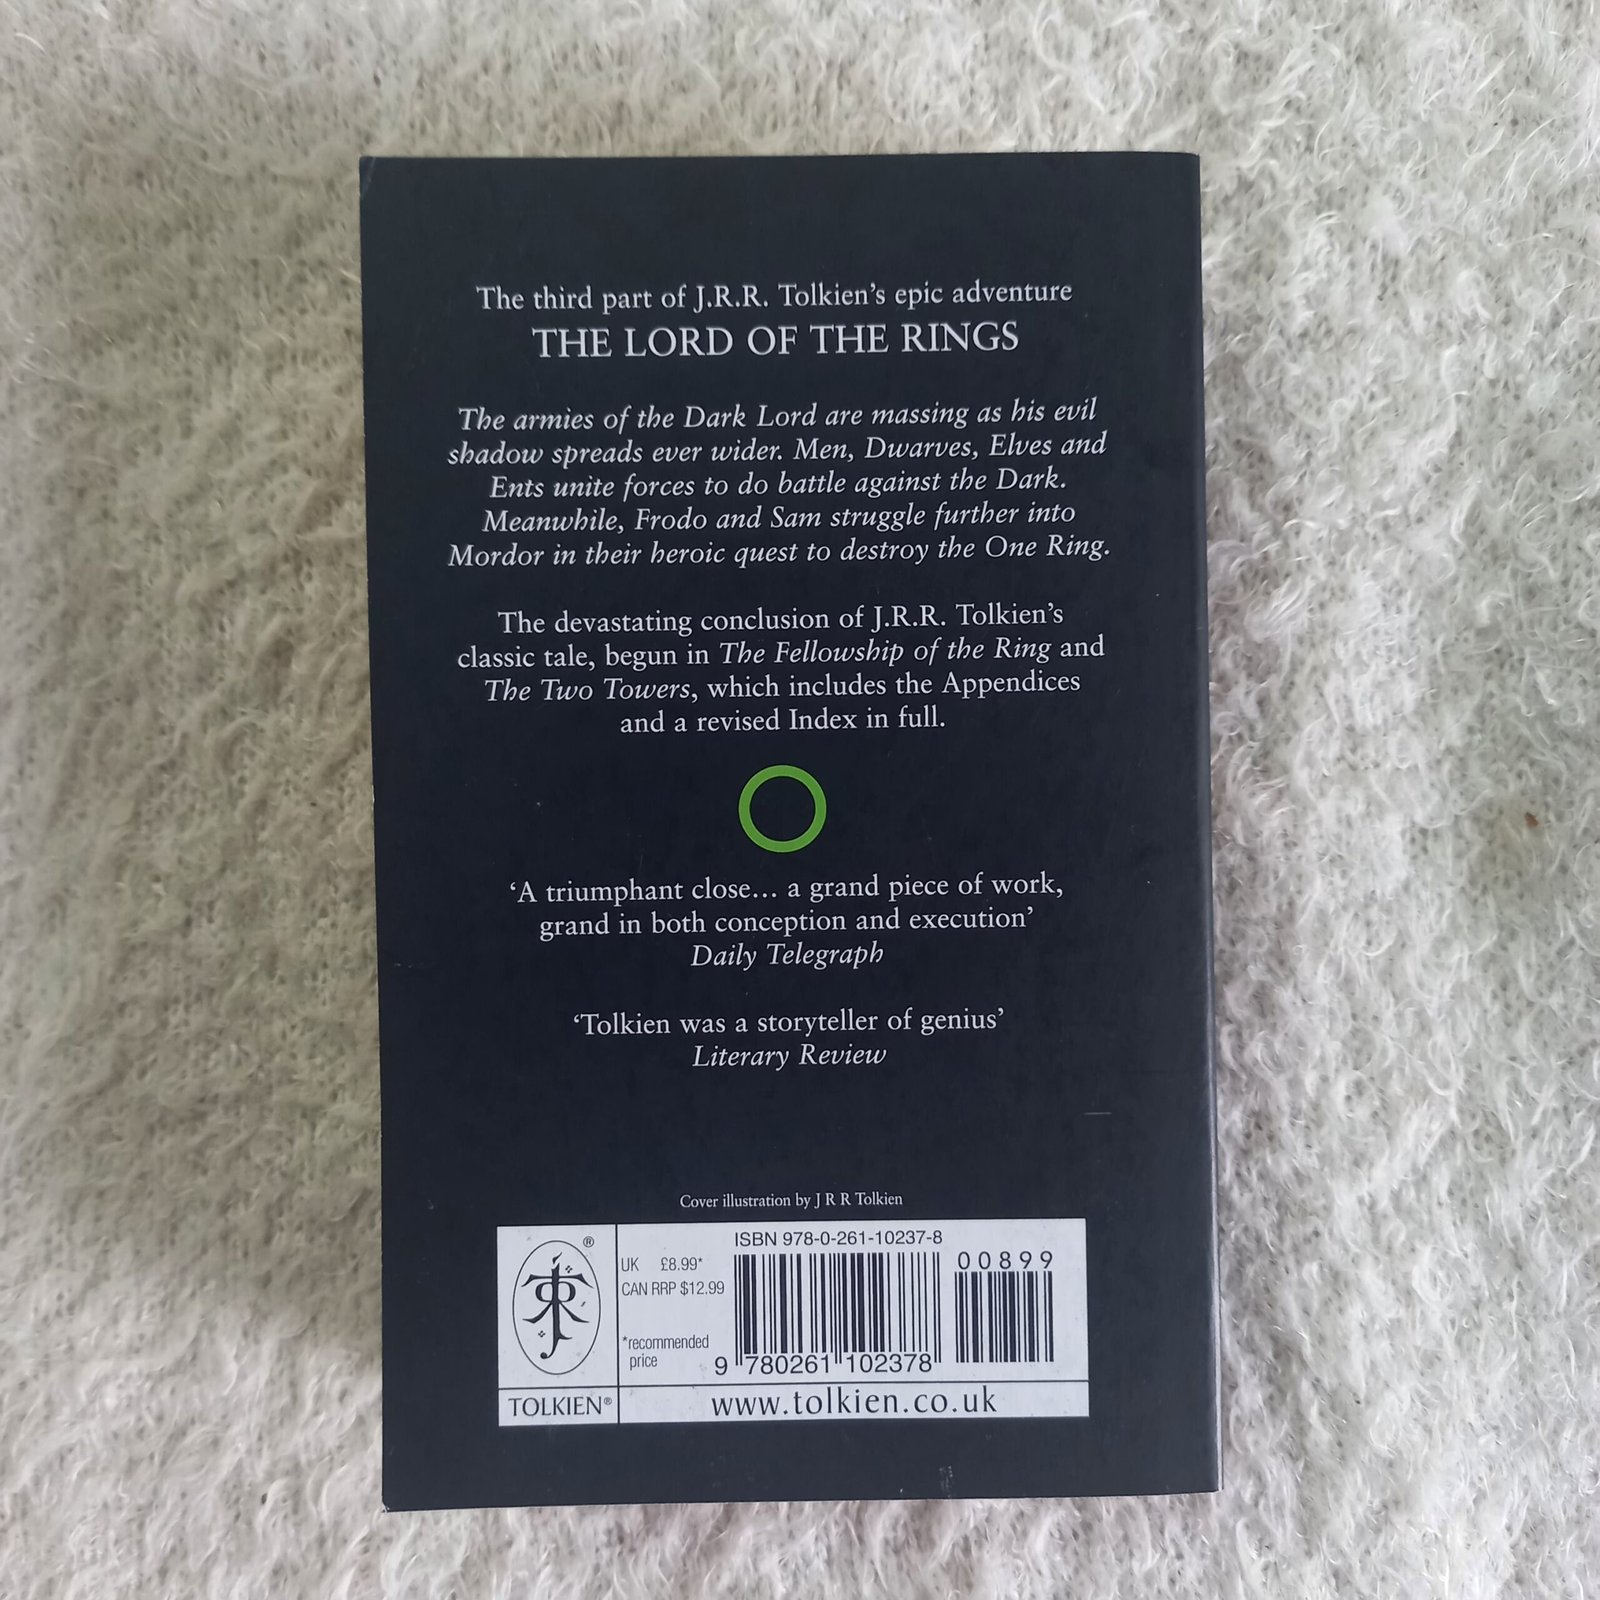 The third part of J.R.R. Tolkien's epic adventure
THE LORD OF THE RINGS
The armies of the Dark Lord are massing as his evil
shadow spreads ever wider. Men, Dwarves, Elves and
Ents unite forces to do battle against the Dark.
Meanwhile, Frodo and Sam struggle further into
Mordor in their heroic quest to destroy the One Ring.
The devastating conclusion of J.R.R. Tolkien's
classic tale, begun in The Fellowship of the Ring and
The Two Towers, which includes the Appendices
and a revised Index in full.
‘A triumphant close... a grand piece of work,
grand in both conception and execution’
Daily Telegraph
‘Tolkien was a storyteller of genius’
Literary Review
Cover illustration by J R R Tolkien
®
TOLKIEN®
UK £8.99*
CAN RRP $12.99
*recommended
price
ISBN 978-0-261-10237-8
00899
9 780261 102378
www.tolkien.co.uk